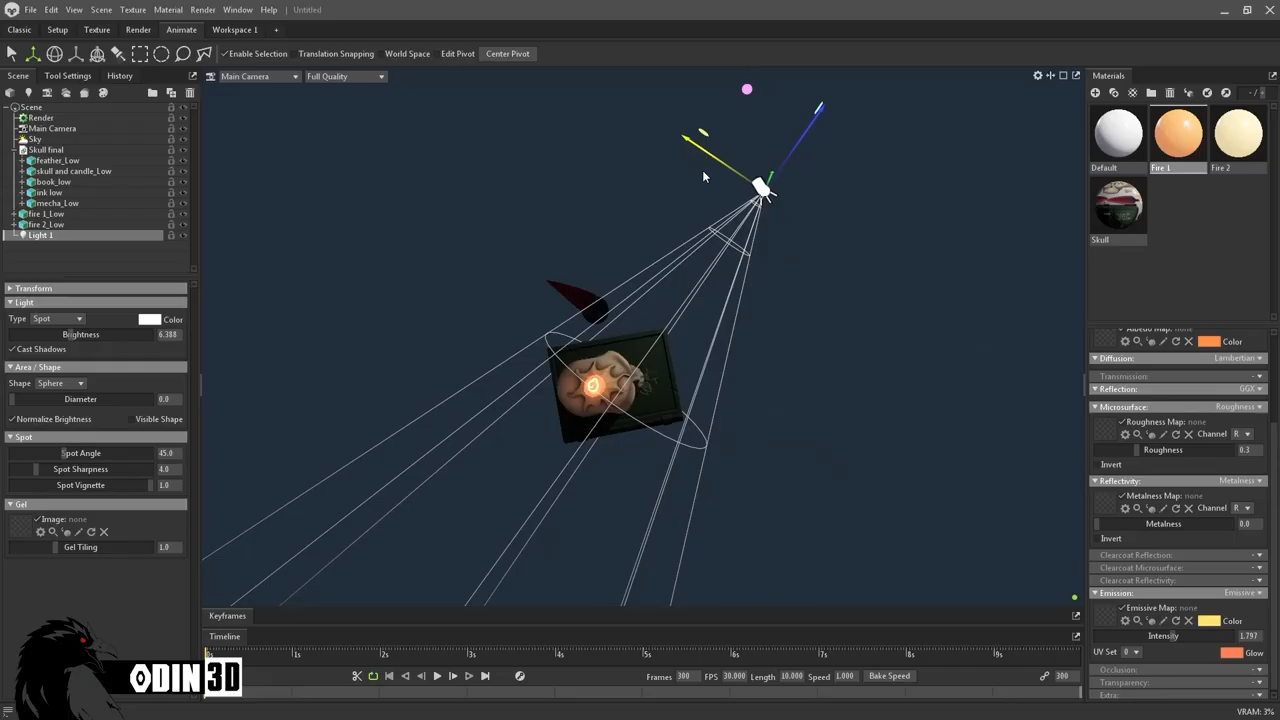 File Edit View Scene Texture Material Render Window Help Untitled
Classic Setup Texture Render Animate Workspace 1 +
Enable Selection Translation Snapping World Space Edit Pivot Center Pivot
Scene Tool Settings History
Main Camera Full Quality
Materials
Scene
Render
Main Camera
Sky
Skull final
feather_Low
skull and candle_Low
book_low
ink low
mecha_Low
fire 1_Low
fire 2_Low
Light 1
Default Fire 1 Fire 2
Skull
Transform
Light
Type Spot Color
Brightness 6.388
Cast Shadows
Area / Shape
Shape Sphere
Diameter 0.0
Normalize Brightness Visible Shape
Spot
Spot Angle 45.0
Spot Sharpness 4.0
Spot Vignette 1.0
Gel
Image: none
Gel Tiling 1.0
Albedo Map: none
Color
Diffusion: Lambertian
Transmission:
Reflection: GGX
Microsurface: Roughness
Roughness Map: none
Channel R
Roughness 0.3
Invert
Reflectivity: Metalness
Metalness Map: none
Channel R
Metalness 0.0
Invert
Clearcoat Reflection:
Clearcoat Microsurface:
Clearcoat Reflectivity:
Emission: Emissive
Emissive Map: none
Color
Intensity 1.797
UV Set 0 Glow
Occlusion:
Transparency:
Extra:
Keyframes
Timeline
0s 1s 2s 3s 4s 5s 6s 7s 8s 9s
Frames 300 FPS 30.000 Length 10.000 Speed 1.000 Bake Speed 300
ODIN3D
VRAM: 3%